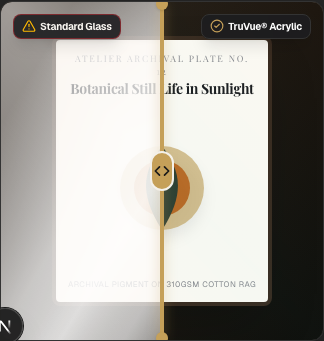 Standard Glass
TruVue® Acrylic
ATELIER ARCHIVAL PLATE NO.
Botanical Still Life in Sunlight
ARCHIVAL PIGMENT ON 310GSM COTTON RAG
N